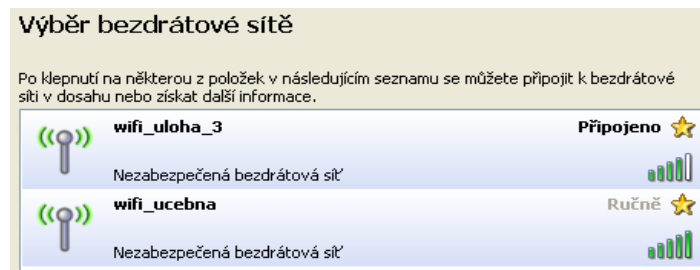 Výběr bezdrátové sítě
Po klepnutí na některou z položek v následujícím seznamu se můžete připojit k bezdrátové
síti v dosahu nebo získat další informace.
wifi_uloha_3 Připojeno
Nezabezpečená bezdrátová síť
wifi_ucebna Ručně
Nezabezpečená bezdrátová síť